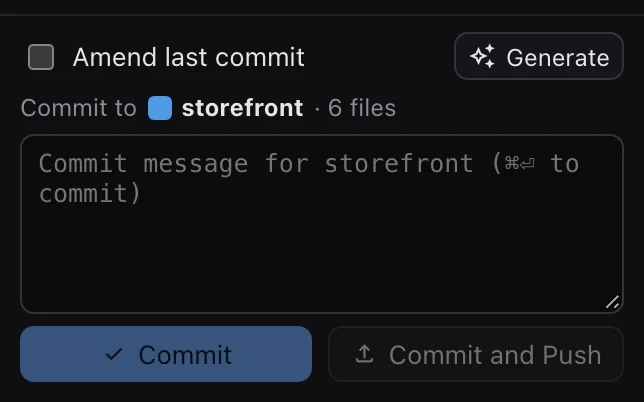 Amend last commit
Generate
Commit to storefront · 6 files
Commit message for storefront (⌘⏎ to
commit)
Commit
Commit and Push